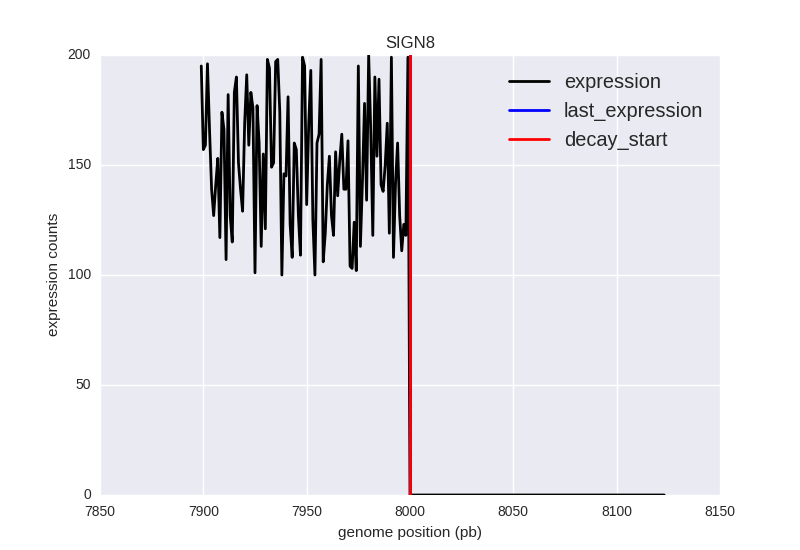 SIGN8
200
150
100
50
0
expression counts
expression
last_expression
decay_start
7850 7900 7950 8000 8050 8100 8150
genome position (pb)